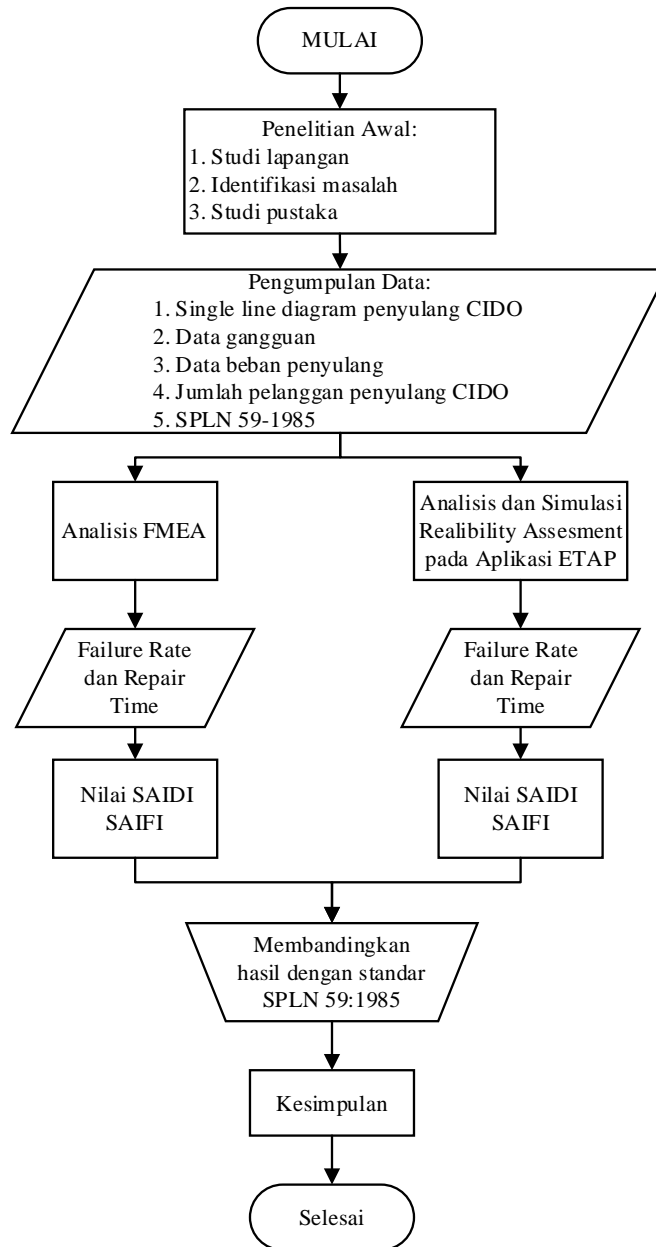 MULAI
Penelitian Awal:
1. Studi lapangan
2. Identifikasi masalah
3. Studi pustaka
Pengumpulan Data:
1. Single line diagram penyulang CIDO
2. Data gangguan
3. Data beban penyulang
4. Jumlah pelanggan penyulang CIDO
5. SPLN 59-1985
Analisis FMEA
Analisis dan Simulasi
Realibility Assesment
pada Aplikasi ETAP
Failure Rate
dan Repair
Time
Failure Rate
dan Repair
Time
Nilai SAIDI
SAIFI
Nilai SAIDI
SAIFI
Membandingkan
hasil dengan standar
SPLN 59:1985
Kesimpulan
Selesai